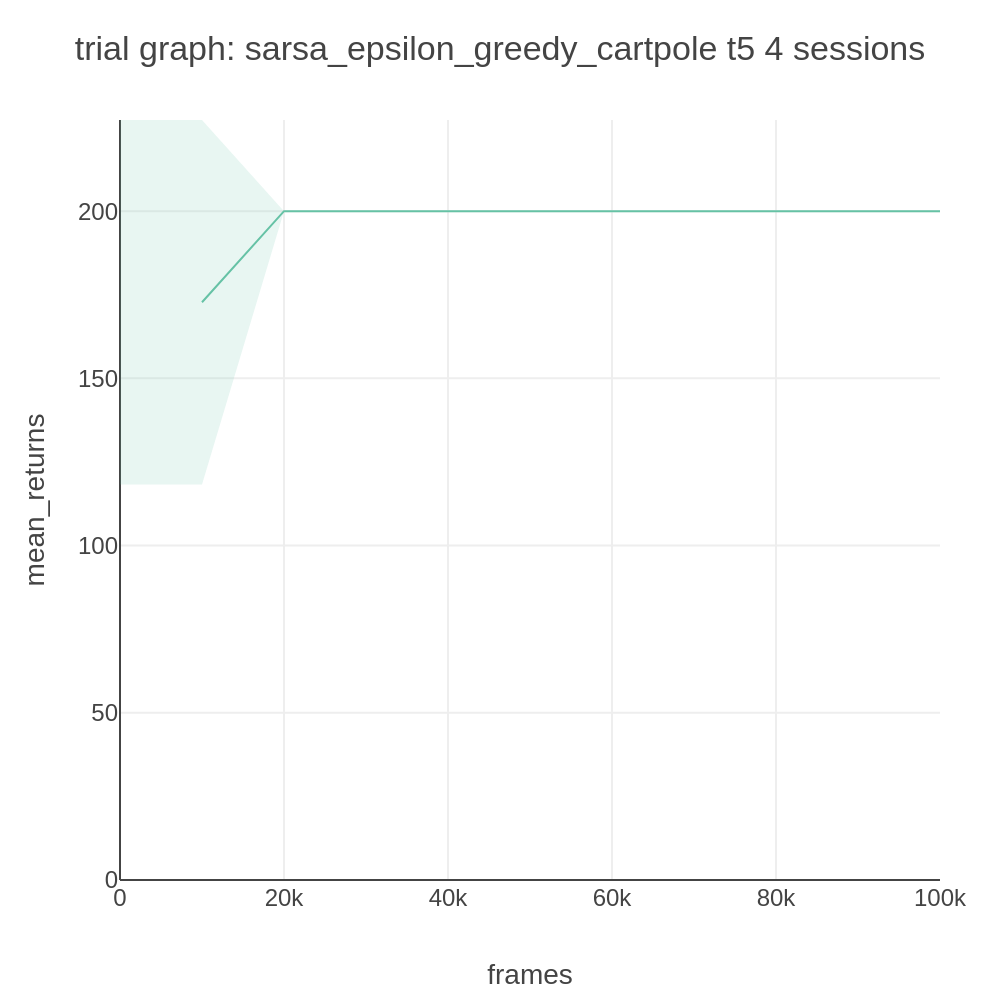 trial graph: sarsa_epsilon_greedy_cartpole t5 4 sessions
200
150
100
50
0
mean_returns
0 20k 40k 60k 80k 100k
frames